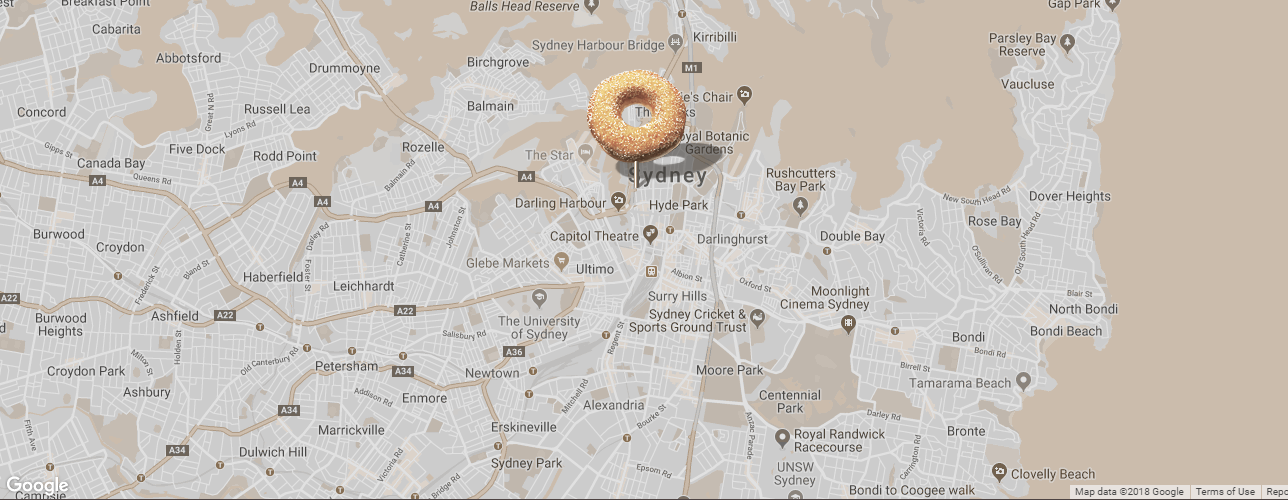 Breakfast Point
Balls Head Reserve
Gap Park
Cabarita
Kirribilli
Sydney Harbour Bridge
Parsley Bay
Reserve
Abbotsford
Birchgrove
Drummoyne
M1
Vaucluse
Concord
Great N Rd
Russell Lea
Balmain
e's Chair
Th
ks
Lyons Rd
oyal Botanic
Gardens
Gipps St
Five Dock
Rozelle
The Star
Canada Bay
Rodd Point
Queens Rd
A4
A4
A4
A4
Balmain Rd
Sydney
Rushcutters
Bay Park
New South Head Rd
Dover Heights
Darling Harbour
Hyde Park
Johnston St
Catherine St
Darley Rd
Victoria Rd
Rose Bay
Burwood
Croydon
Capitol Theatre
Darlinghurst
Double Bay
O'Sullivan Rd
Old South Head Rd
Bland St
Frederick St
Haberfield
Foster St
Leichhardt
Glebe Markets
Ultimo
Albion St
Oxford St
Surry Hills
Moonlight
Cinema Sydney
Blair St
A22
A22
A22
North Bondi
Burwood
Heights
Ashfield
The University
of Sydney
Sydney Cricket &
Sports Ground Trust
Bondi Beach
Holden St
Salisbury Rd
Regent St
Bondi
Bondi Rd
Milton St
Old Canterbury Rd
A36
Croydon Park
Petersham
A34
Newtown
Moore Park
Birrell St
Tamarama Beach
Ashbury
Addison Rd
Enmore
Mitchell Rd
Alexandria
Centennial
Park
A34
Bourke St
Anzac Parade
Darley Rd
Fifth Ave
Marrickville
Erskineville
Royal Randwick
Racecourse
Bronte
A34
Dulwich Hill
Victoria Rd
Sydney Park
Epsom Rd
UNSW
Sydney
Carrington Rd
Clovelly Beach
Google
Campsie
Bridge Rd
Bondi to Coogee walk
Map data ©2018 Google
Terms of Use
Repo